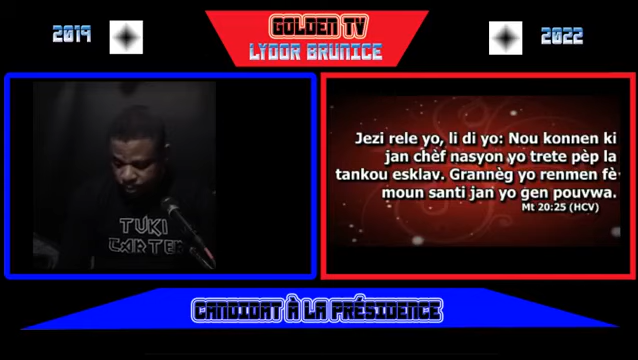 2019
GOLDEN TV
LYDOR BRUNICE
2022
TUKI
CARTER
Jezi rele yo, li di yo: Nou konnen ki
jan chèf nasyon yo trete pèp la
tankou esklav. Grannèg yo renmen fè
moun santi jan yo gen pouvwa.
Mt 20:25 (HCV)
CANDIDAT À LA PRÉSIDENCE